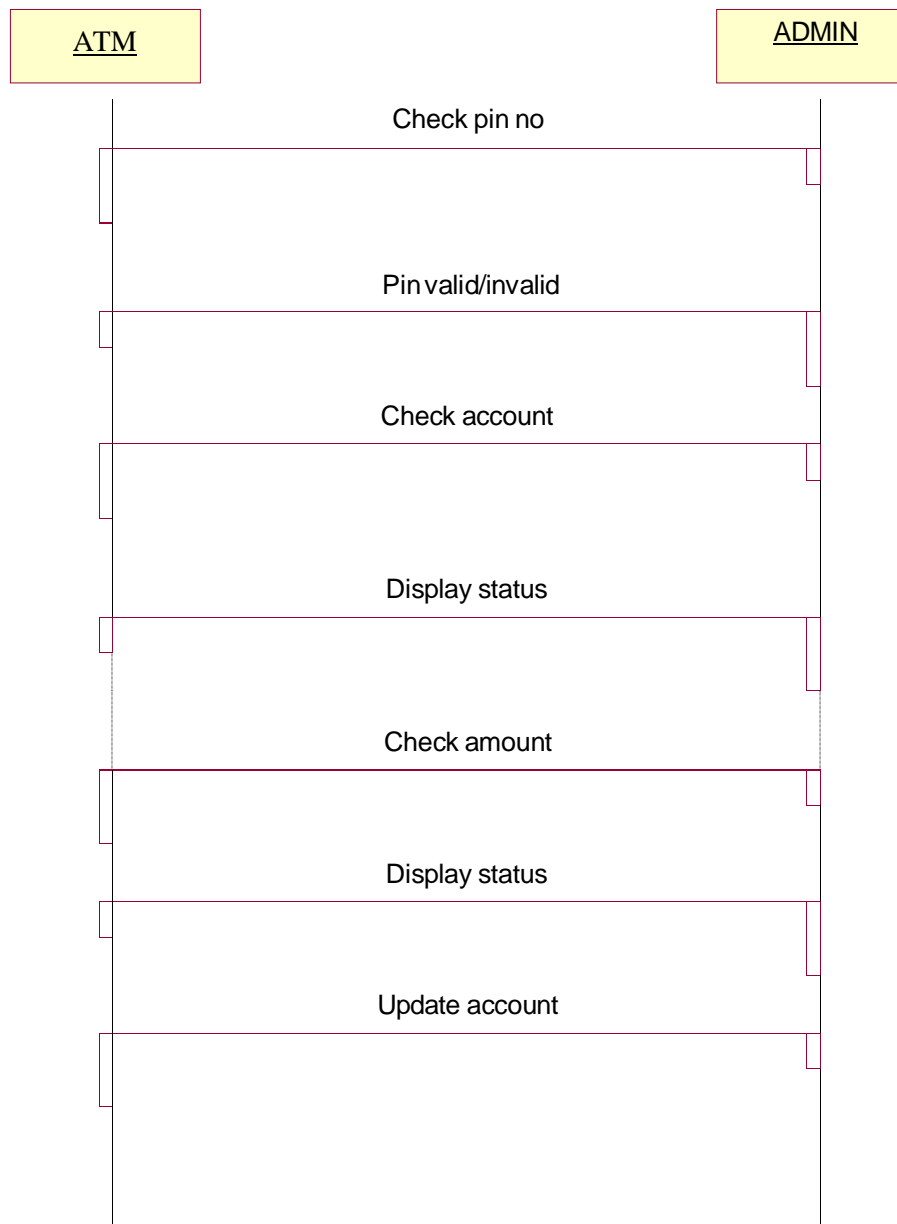 ATM
ADMIN
Check pin no
Pin valid/invalid
Check account
Display status
Check amount
Display status
Update account